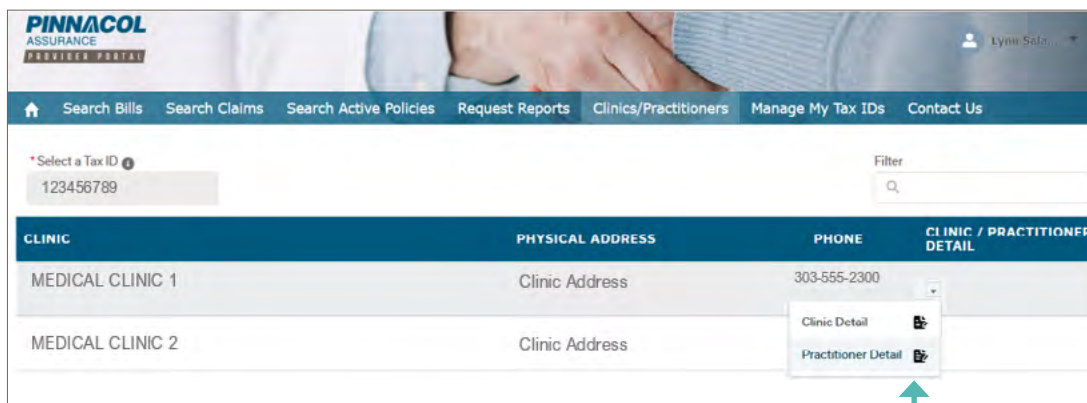 PINNACOL
ASSURANCE
PROVIDER PORTAL
Lynn Sala...
Search Bills Search Claims Search Active Policies Request Reports Clinics/Practitioners Manage My Tax IDs Contact Us
*Select a Tax ID
Filter
123456789
CLINIC PHYSICAL ADDRESS PHONE CLINIC / PRACTITIONER
DETAIL
MEDICAL CLINIC 1 Clinic Address 303-555-2300
Clinic Detail
MEDICAL CLINIC 2 Clinic Address
Practitioner Detail